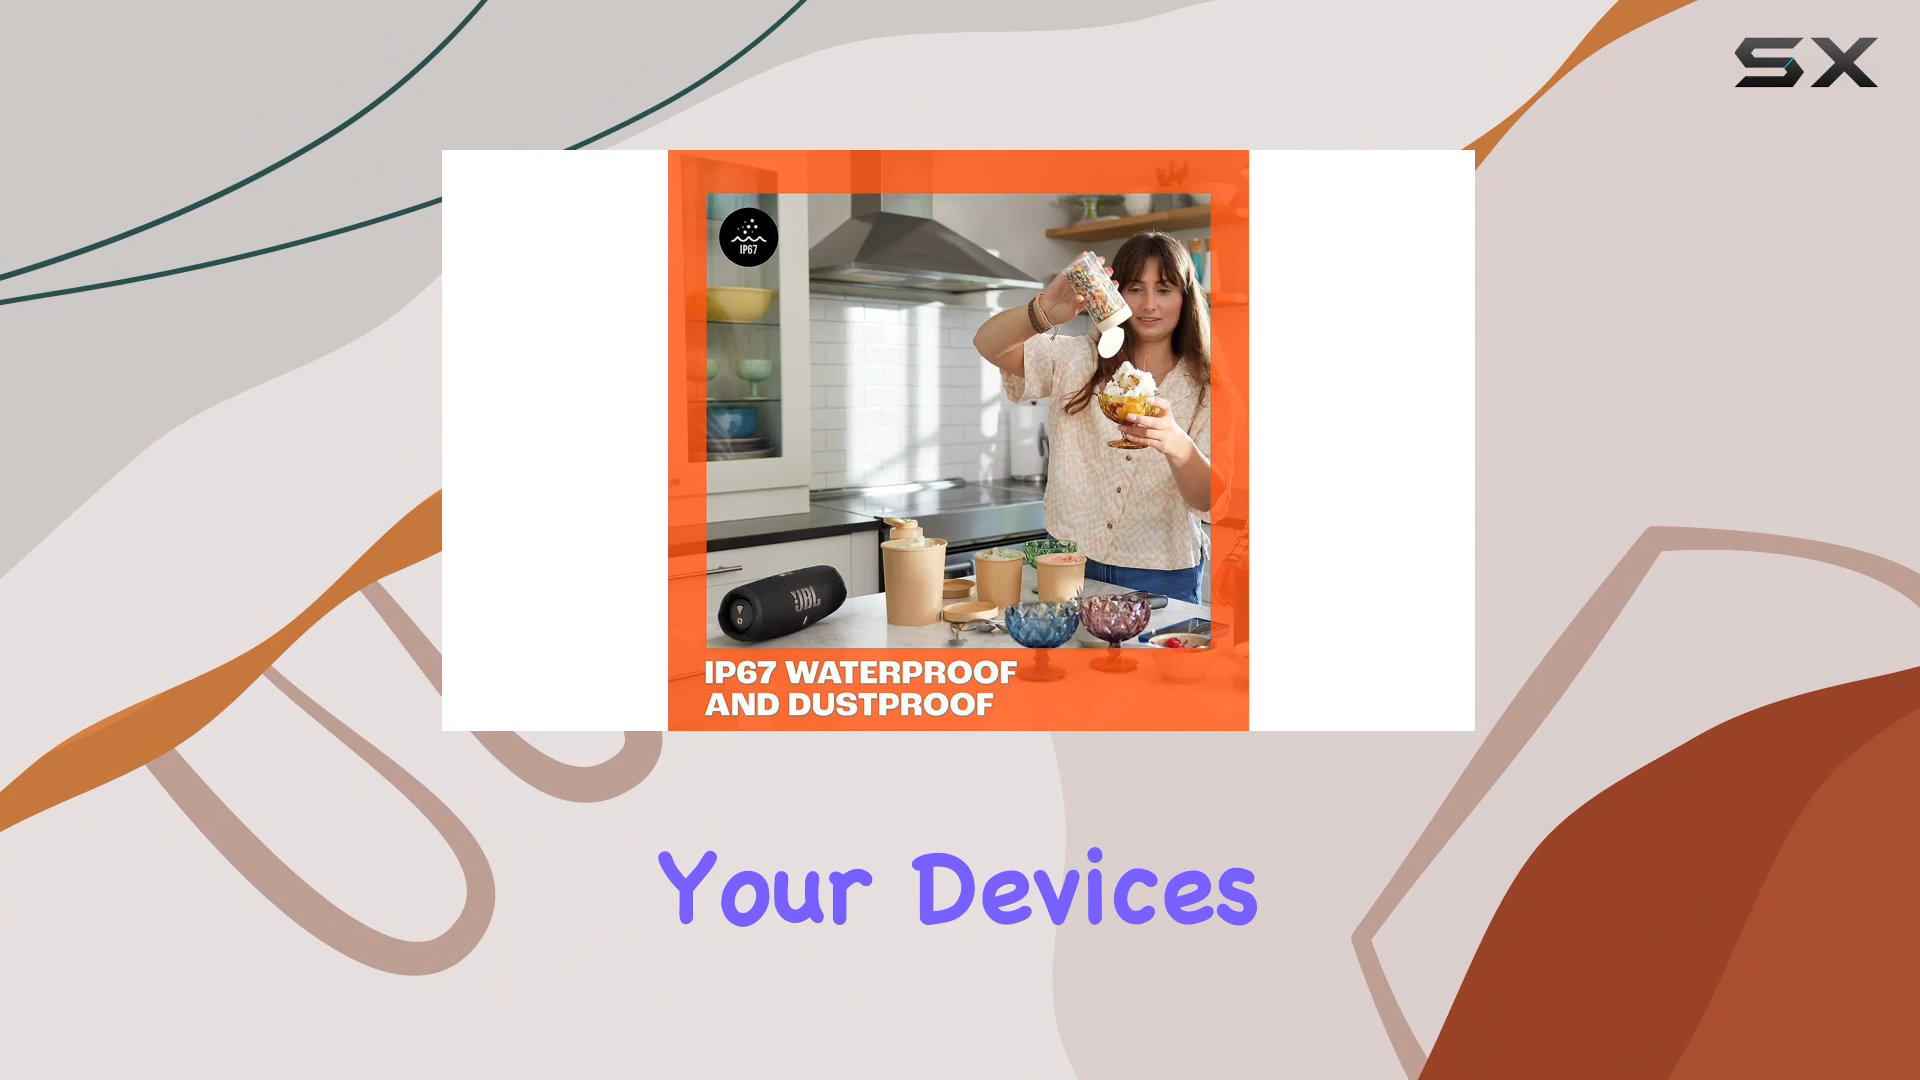 SX
IP67
JBL
IP67 WATERPROOF
AND DUSTPROOF
Your Devices